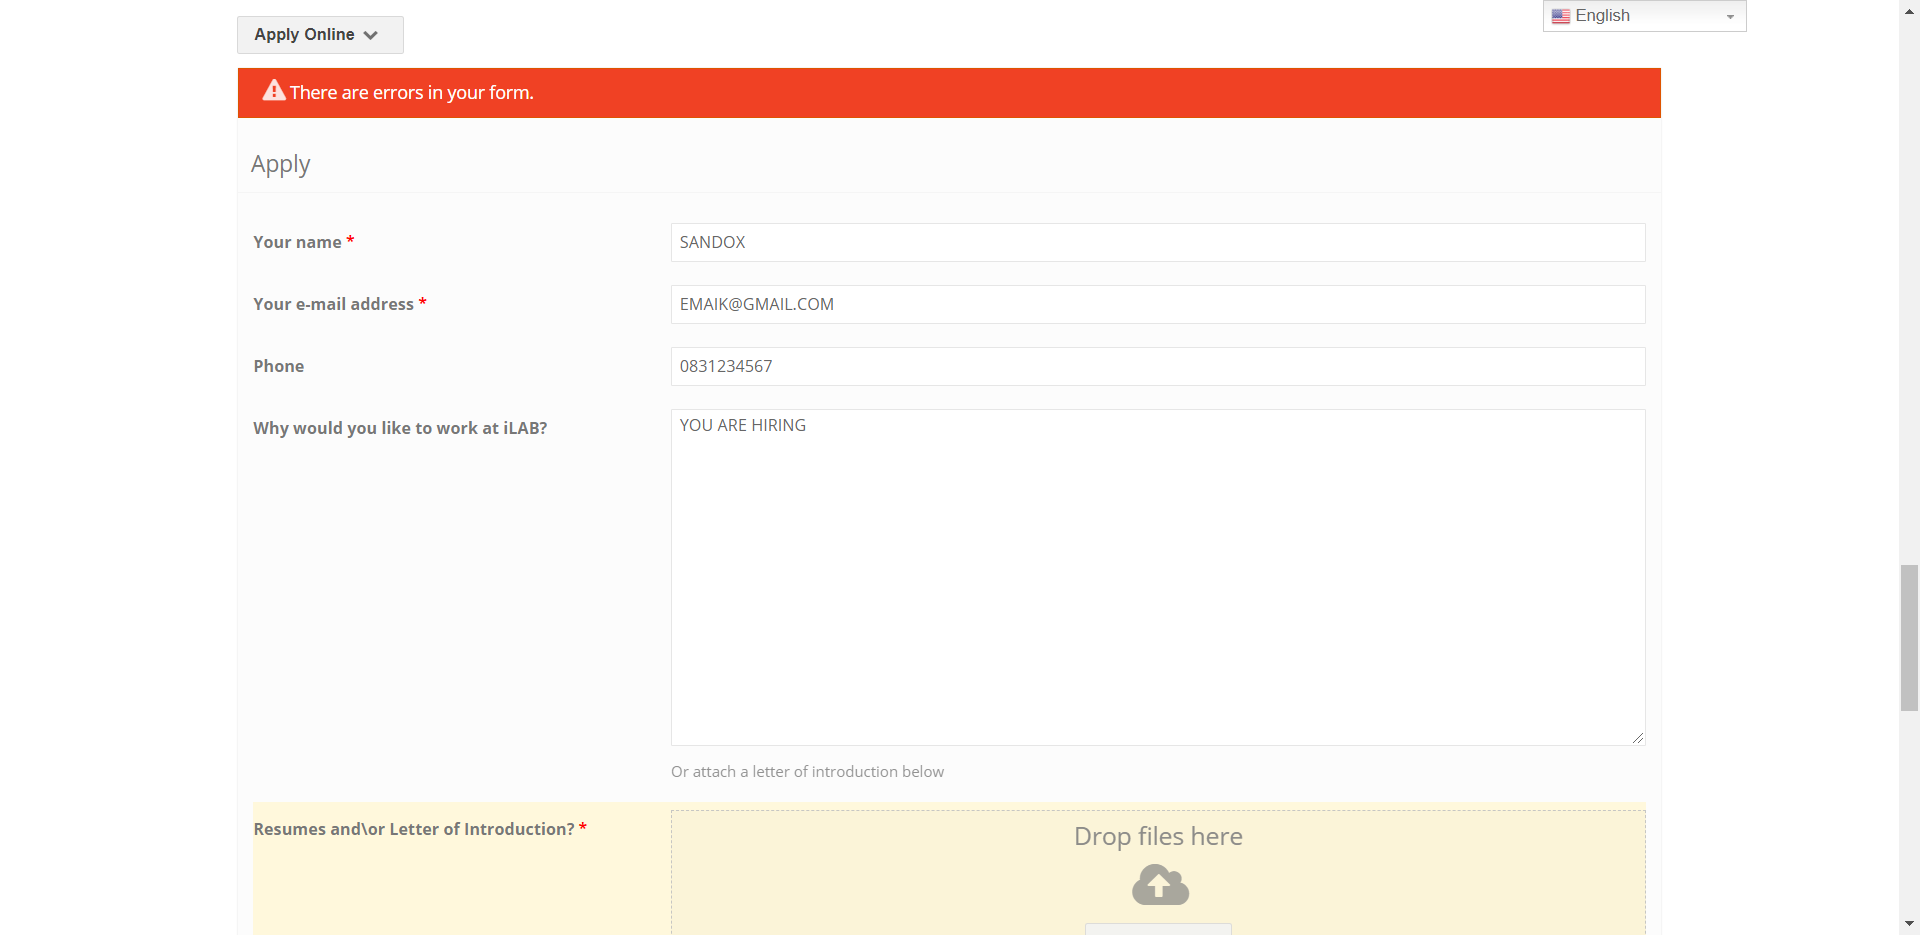 Apply Online
English
There are errors in your form.
Apply
Your name *
SANDOX
Your e-mail address *
EMAIK@GMAIL.COM
Phone
0831234567
Why would you like to work at iLAB?
YOU ARE HIRING
Or attach a letter of introduction below
Resumes and\or Letter of Introduction? *
Drop files here